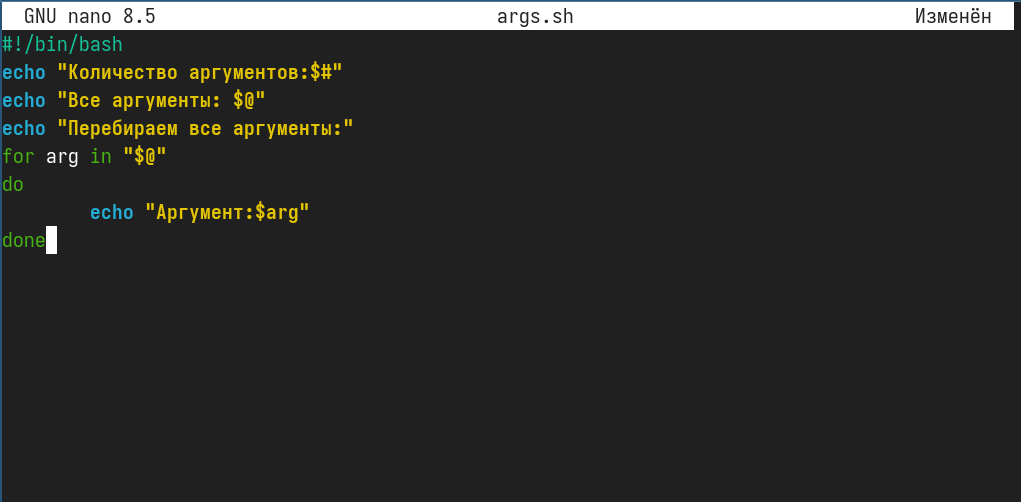 GNU nano 8.5 args.sh Изменён
#!/bin/bash
echo "Количество аргументов:$#"
echo "Все аргументы: $@"
echo "Перебираем все аргументы:"
for arg in "$@"
do
        echo "Аргумент:$arg"
done